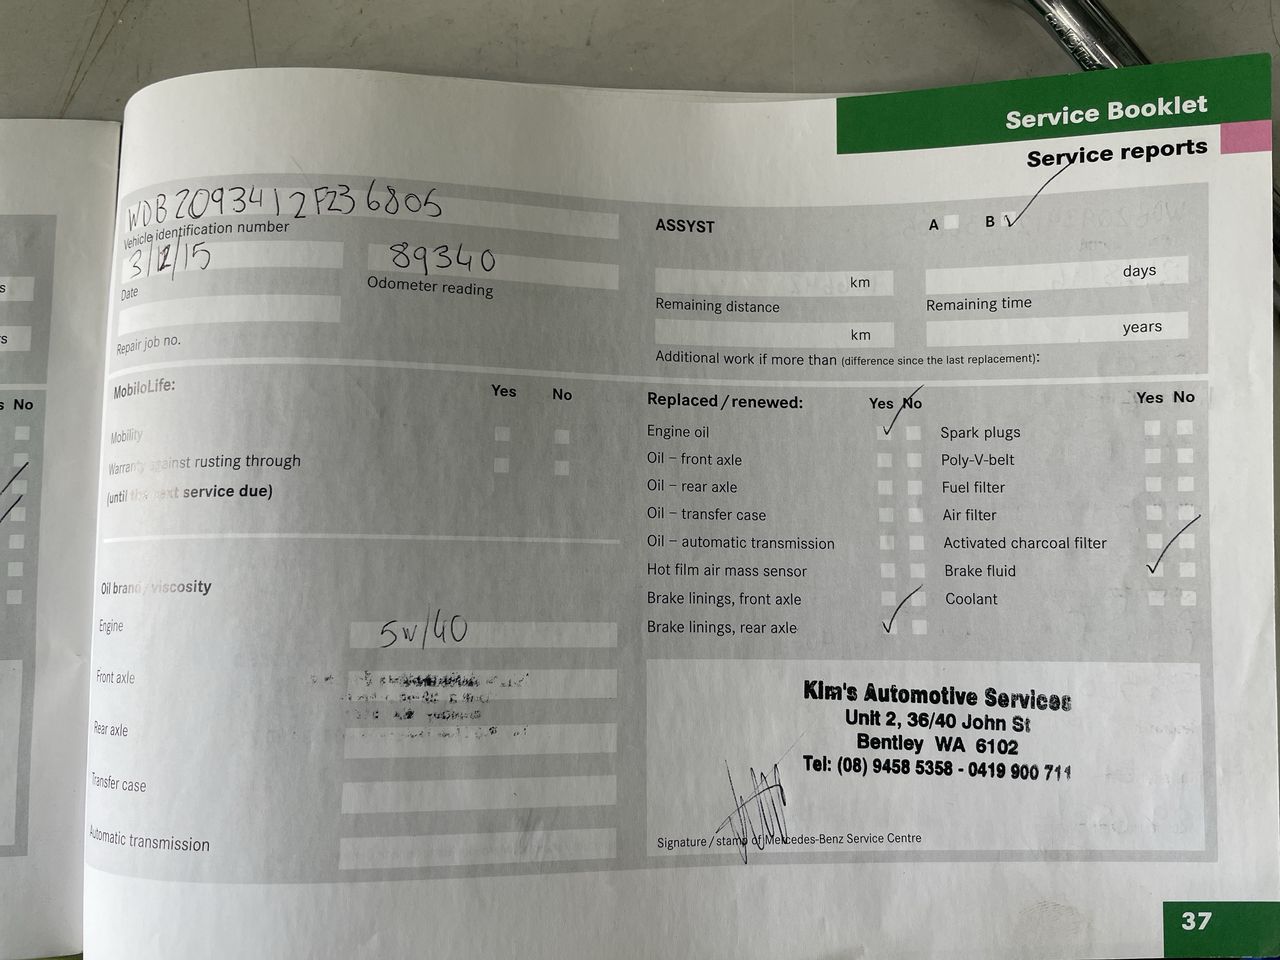 Service Booklet
Service reports
WDB2093412F236805
Vehicle identification number
3/12/15 89340
Date Odometer reading
Repair job no.
ASSYST A B ✓
km days
Remaining distance Remaining time
km years
Additional work if more than (difference since the last replacement):
MobiloLife: Yes No
Mobility
Warranty against rusting through
(until the next service due)
Oil brand / viscosity
Engine 5w/40
Front axle
Rear axle
Transfer case
Automatic transmission
Replaced / renewed: Yes No Yes No
Engine oil ✓ Spark plugs
Oil – front axle Poly-V-belt
Oil – rear axle Fuel filter
Oil – transfer case Air filter
Oil – automatic transmission Activated charcoal filter
Hot film air mass sensor Brake fluid ✓
Brake linings, front axle Coolant
Brake linings, rear axle ✓
Kim's Automotive Services
Unit 2, 36/40 John St
Bentley WA 6102
Tel: (08) 9458 5358 - 0419 900 711
Signature / stamp of Mercedes-Benz Service Centre
37
s
s
s No